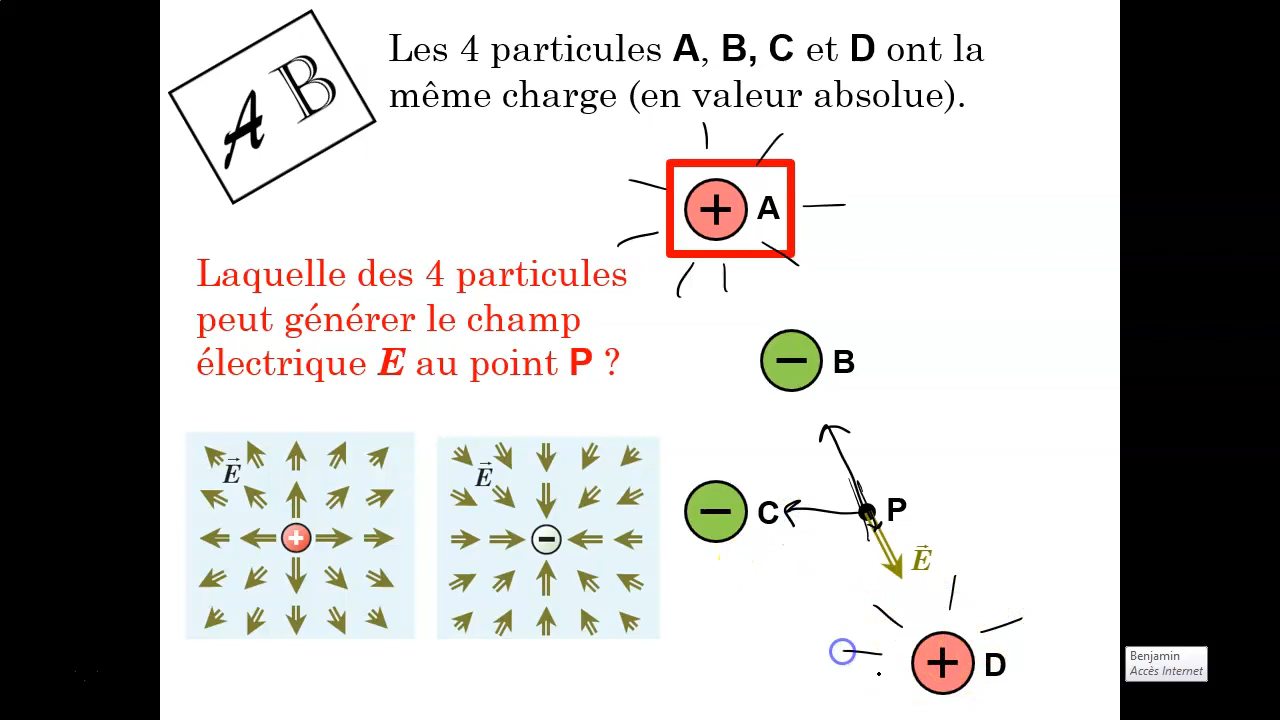 A B
Les 4 particules A, B, C et D ont la
même charge (en valeur absolue).
+ A
Laquelle des 4 particules
peut générer le champ
électrique E au point P ?
− B
− C
P
E
E
E
+
−
+ D
Benjamin
Accès Internet